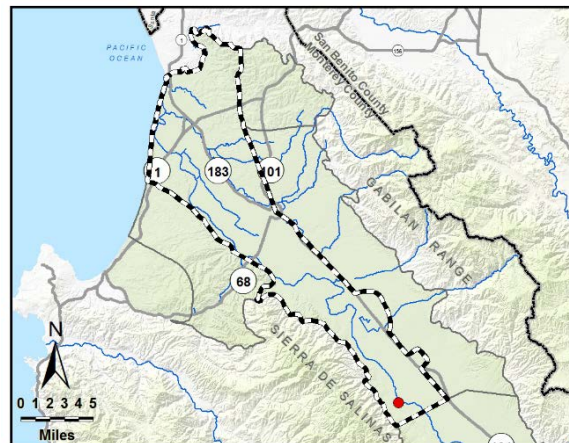 1
156
PACIFIC
OCEAN
San Benito County
Monterey County
1
183
101
GABILAN RANGE
68
SIERRA DE SALINAS
N
0 1 2 3 4 5
Miles